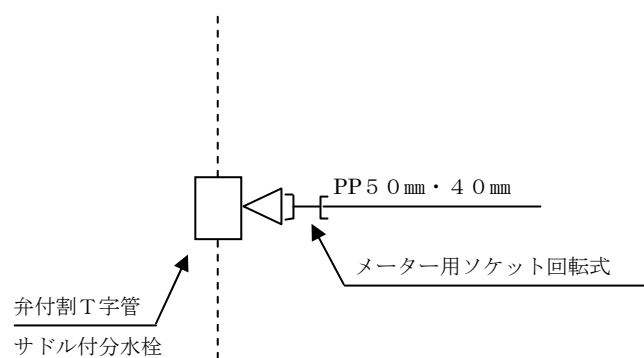 PP５０㎜・４０㎜
メーター用ソケット回転式
弁付割Ｔ字管
サドル付分水栓